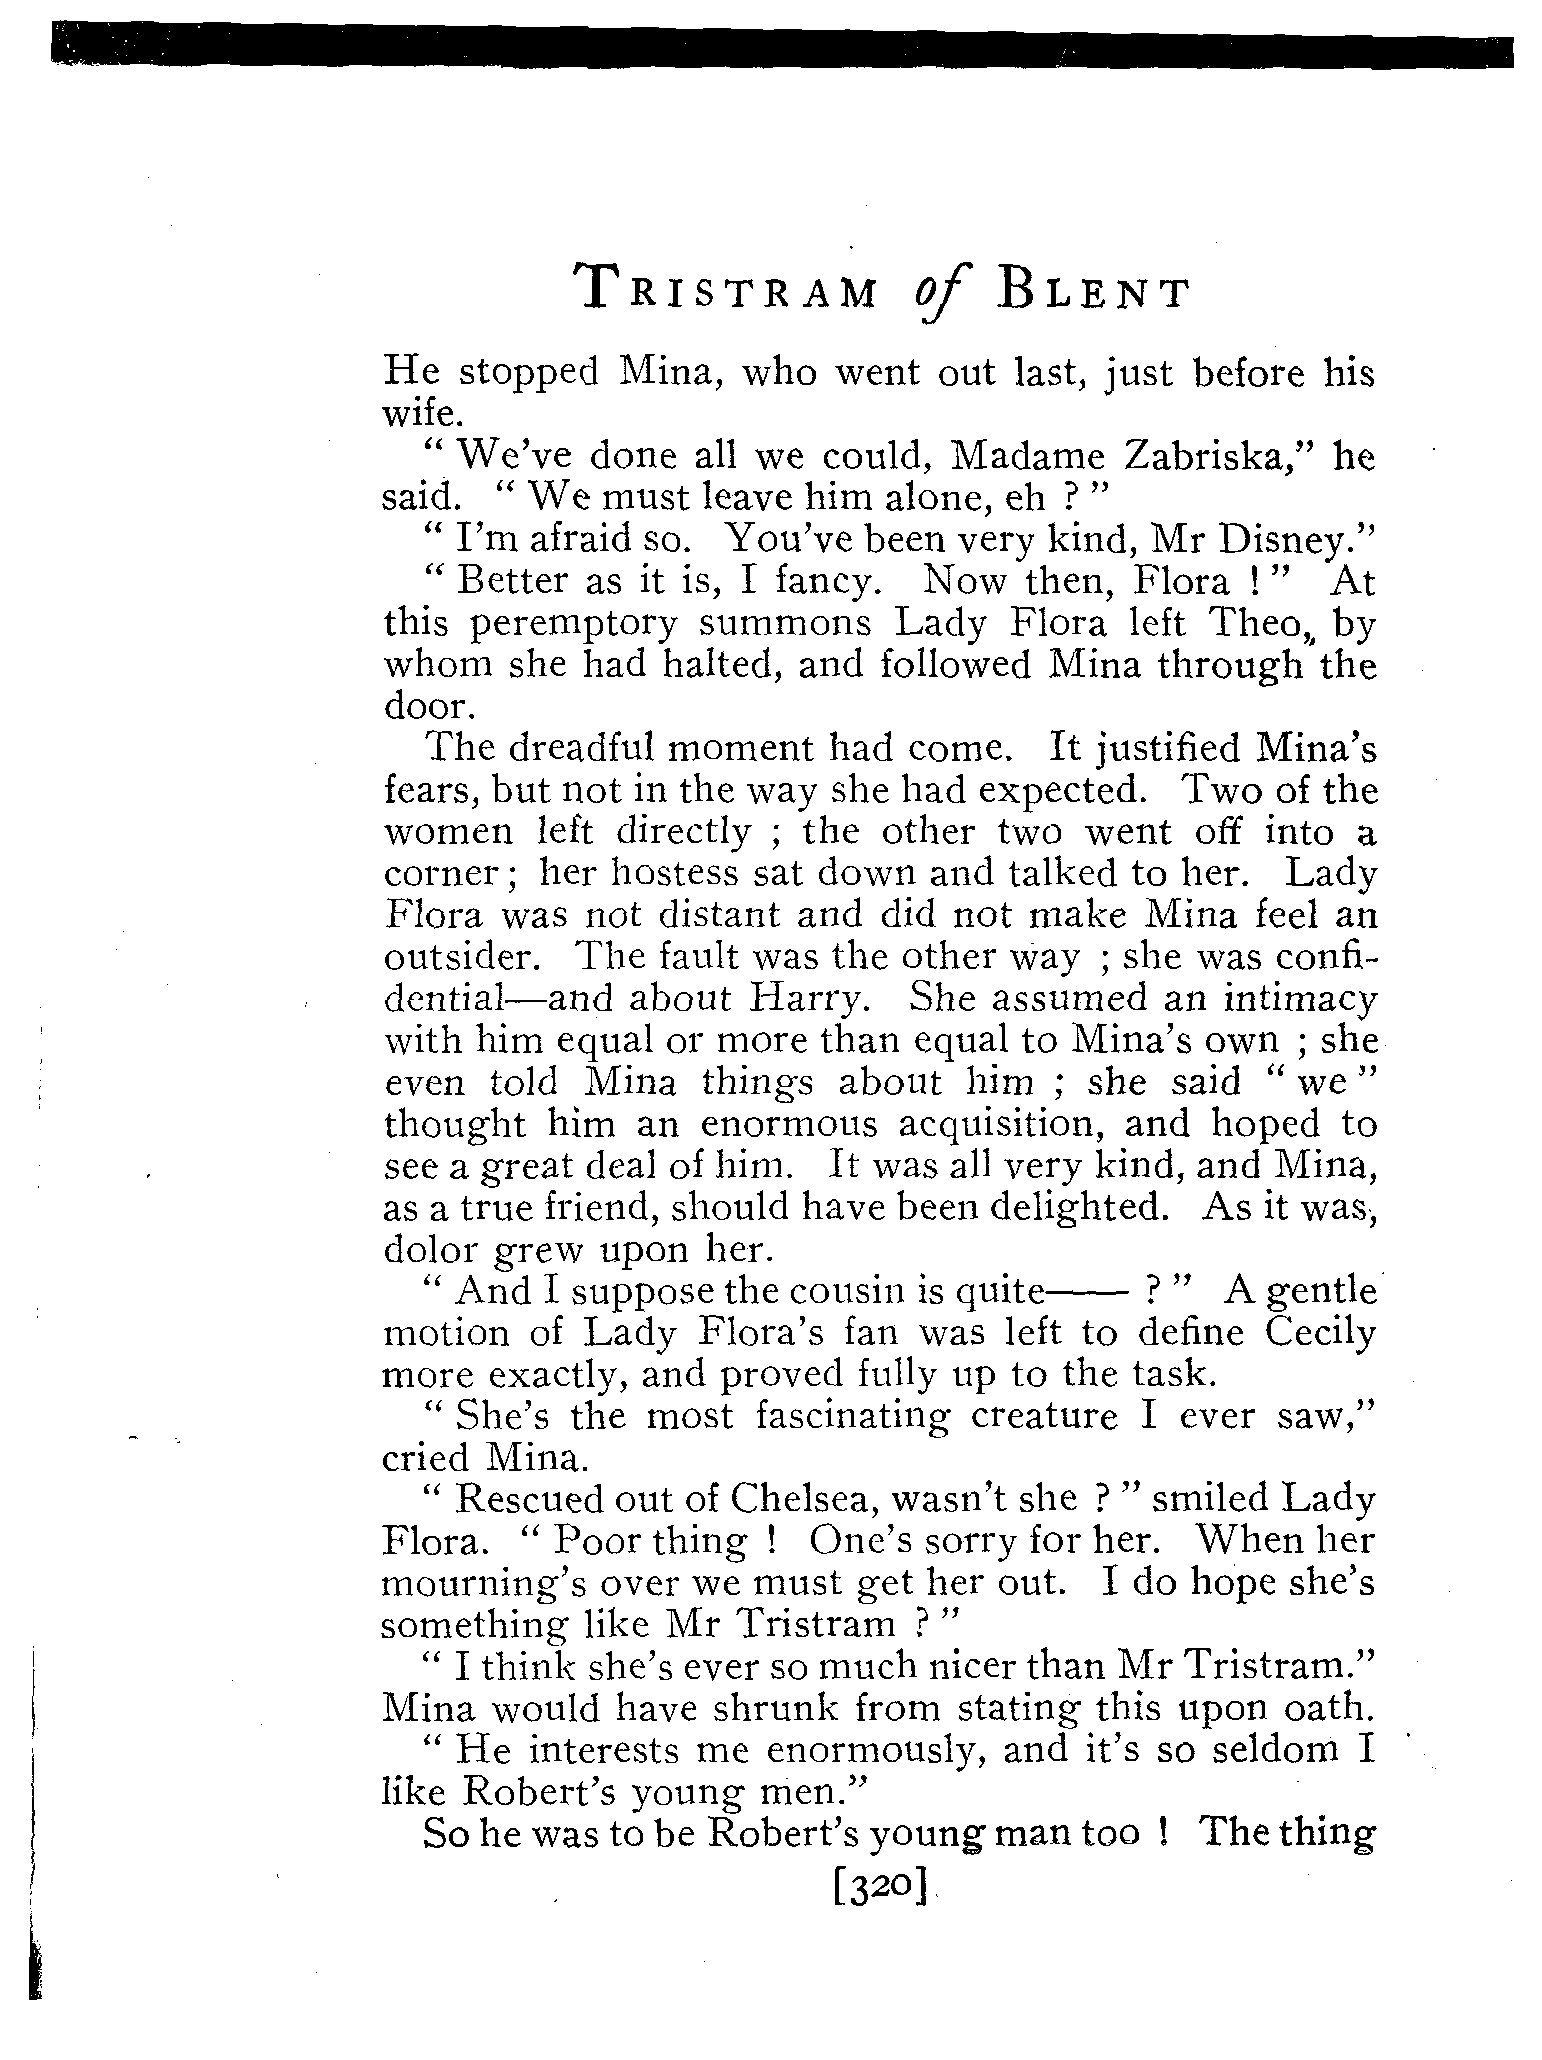 TRISTRAM of BLENT
He stopped Mina, who went out last, just before his
wife.
“ We've done all we could, Madame Zabriska,” he
said. “ We must leave him alone, eh ? ”
“ I'm afraid so. You've been very kind, Mr Disney.”
“ Better as it is, I fancy. Now then, Flora ! ” At
this peremptory summons Lady Flora left Theo, by
whom she had halted, and followed Mina through the
door.
The dreadful moment had come. It justified Mina's
fears, but not in the way she had expected. Two of the
women left directly ; the other two went off into a
corner ; her hostess sat down and talked to her. Lady
Flora was not distant and did not make Mina feel an
outsider. The fault was the other way ; she was confi-
dential—and about Harry. She assumed an intimacy
with him equal or more than equal to Mina's own ; she
even told Mina things about him ; she said “ we ”
thought him an enormous acquisition, and hoped to
see a great deal of him. It was all very kind, and Mina,
as a true friend, should have been delighted. As it was,
dolor grew upon her.
“ And I suppose the cousin is quite—— ? ” A gentle
motion of Lady Flora's fan was left to define Cecily
more exactly, and proved fully up to the task.
“ She's the most fascinating creature I ever saw,”
cried Mina.
“ Rescued out of Chelsea, wasn't she ? ” smiled Lady
Flora. “ Poor thing ! One's sorry for her. When her
mourning's over we must get her out. I do hope she's
something like Mr Tristram ? ”
“ I think she's ever so much nicer than Mr Tristram.”
Mina would have shrunk from stating this upon oath.
“ He interests me enormously, and it's so seldom I
like Robert's young men.”
So he was to be Robert's young man too ! The thing
[320]